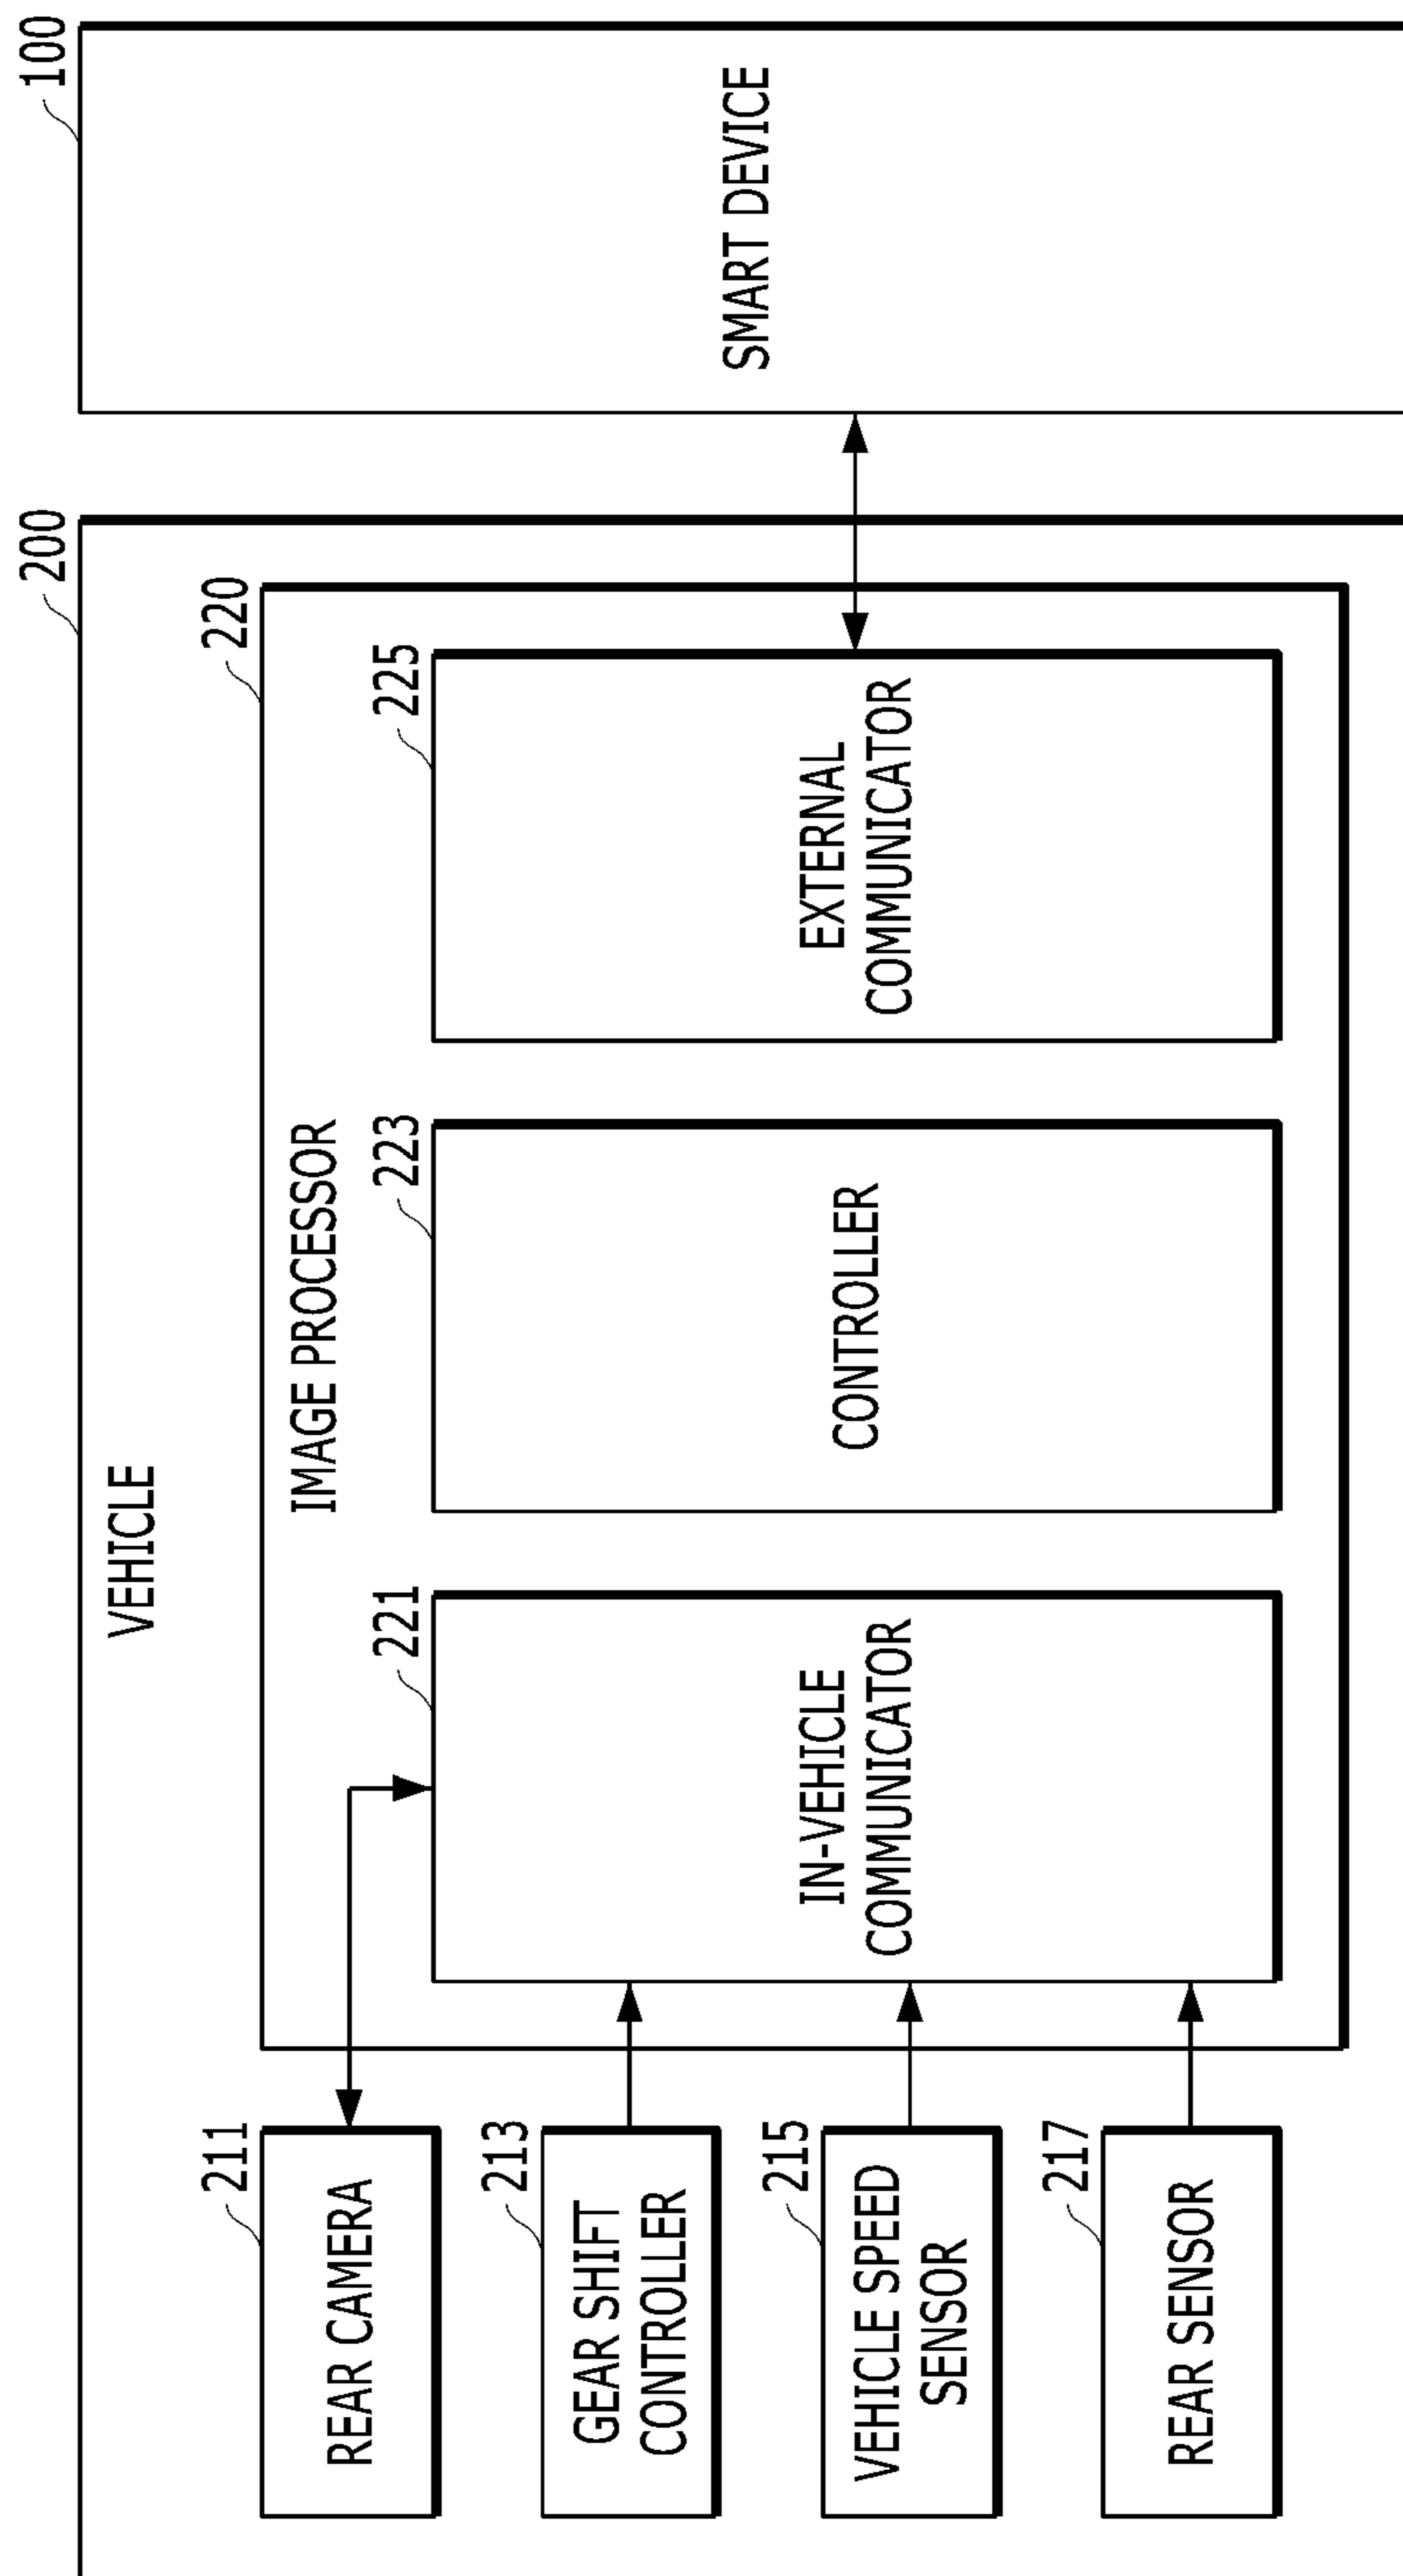 200
VEHICLE
220
IMAGE PROCESSOR
211
REAR CAMERA
213
GEAR SHIFT
CONTROLLER
215
VEHICLE SPEED
SENSOR
217
REAR SENSOR
221
IN-VEHICLE
COMMUNICATOR
223
CONTROLLER
225
EXTERNAL
COMMUNICATOR
100
SMART DEVICE